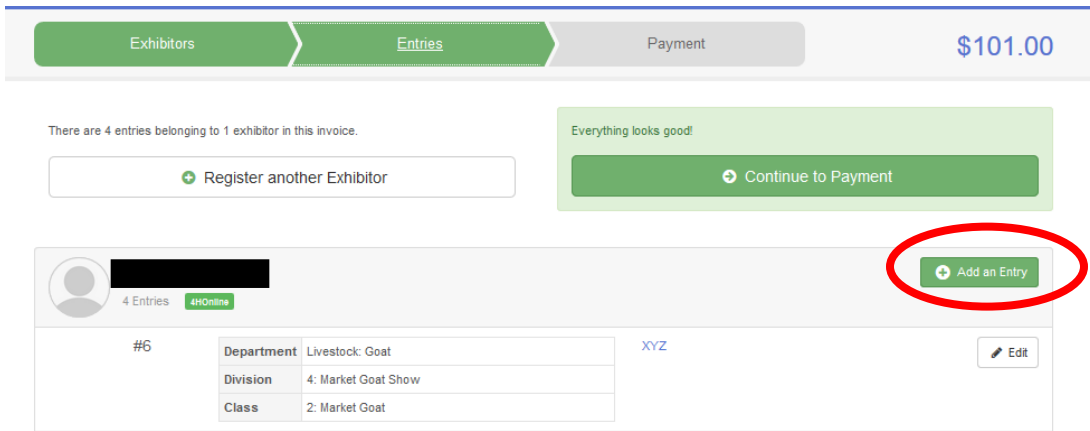 Exhibitors Entries Payment $101.00
There are 4 entries belonging to 1 exhibitor in this invoice.
Register another Exhibitor
Everything looks good!
Continue to Payment
Add an Entry
4 Entries 4HOnline
#6
Department Livestock: Goat
Division 4: Market Goat Show
Class 2: Market Goat
XYZ
Edit